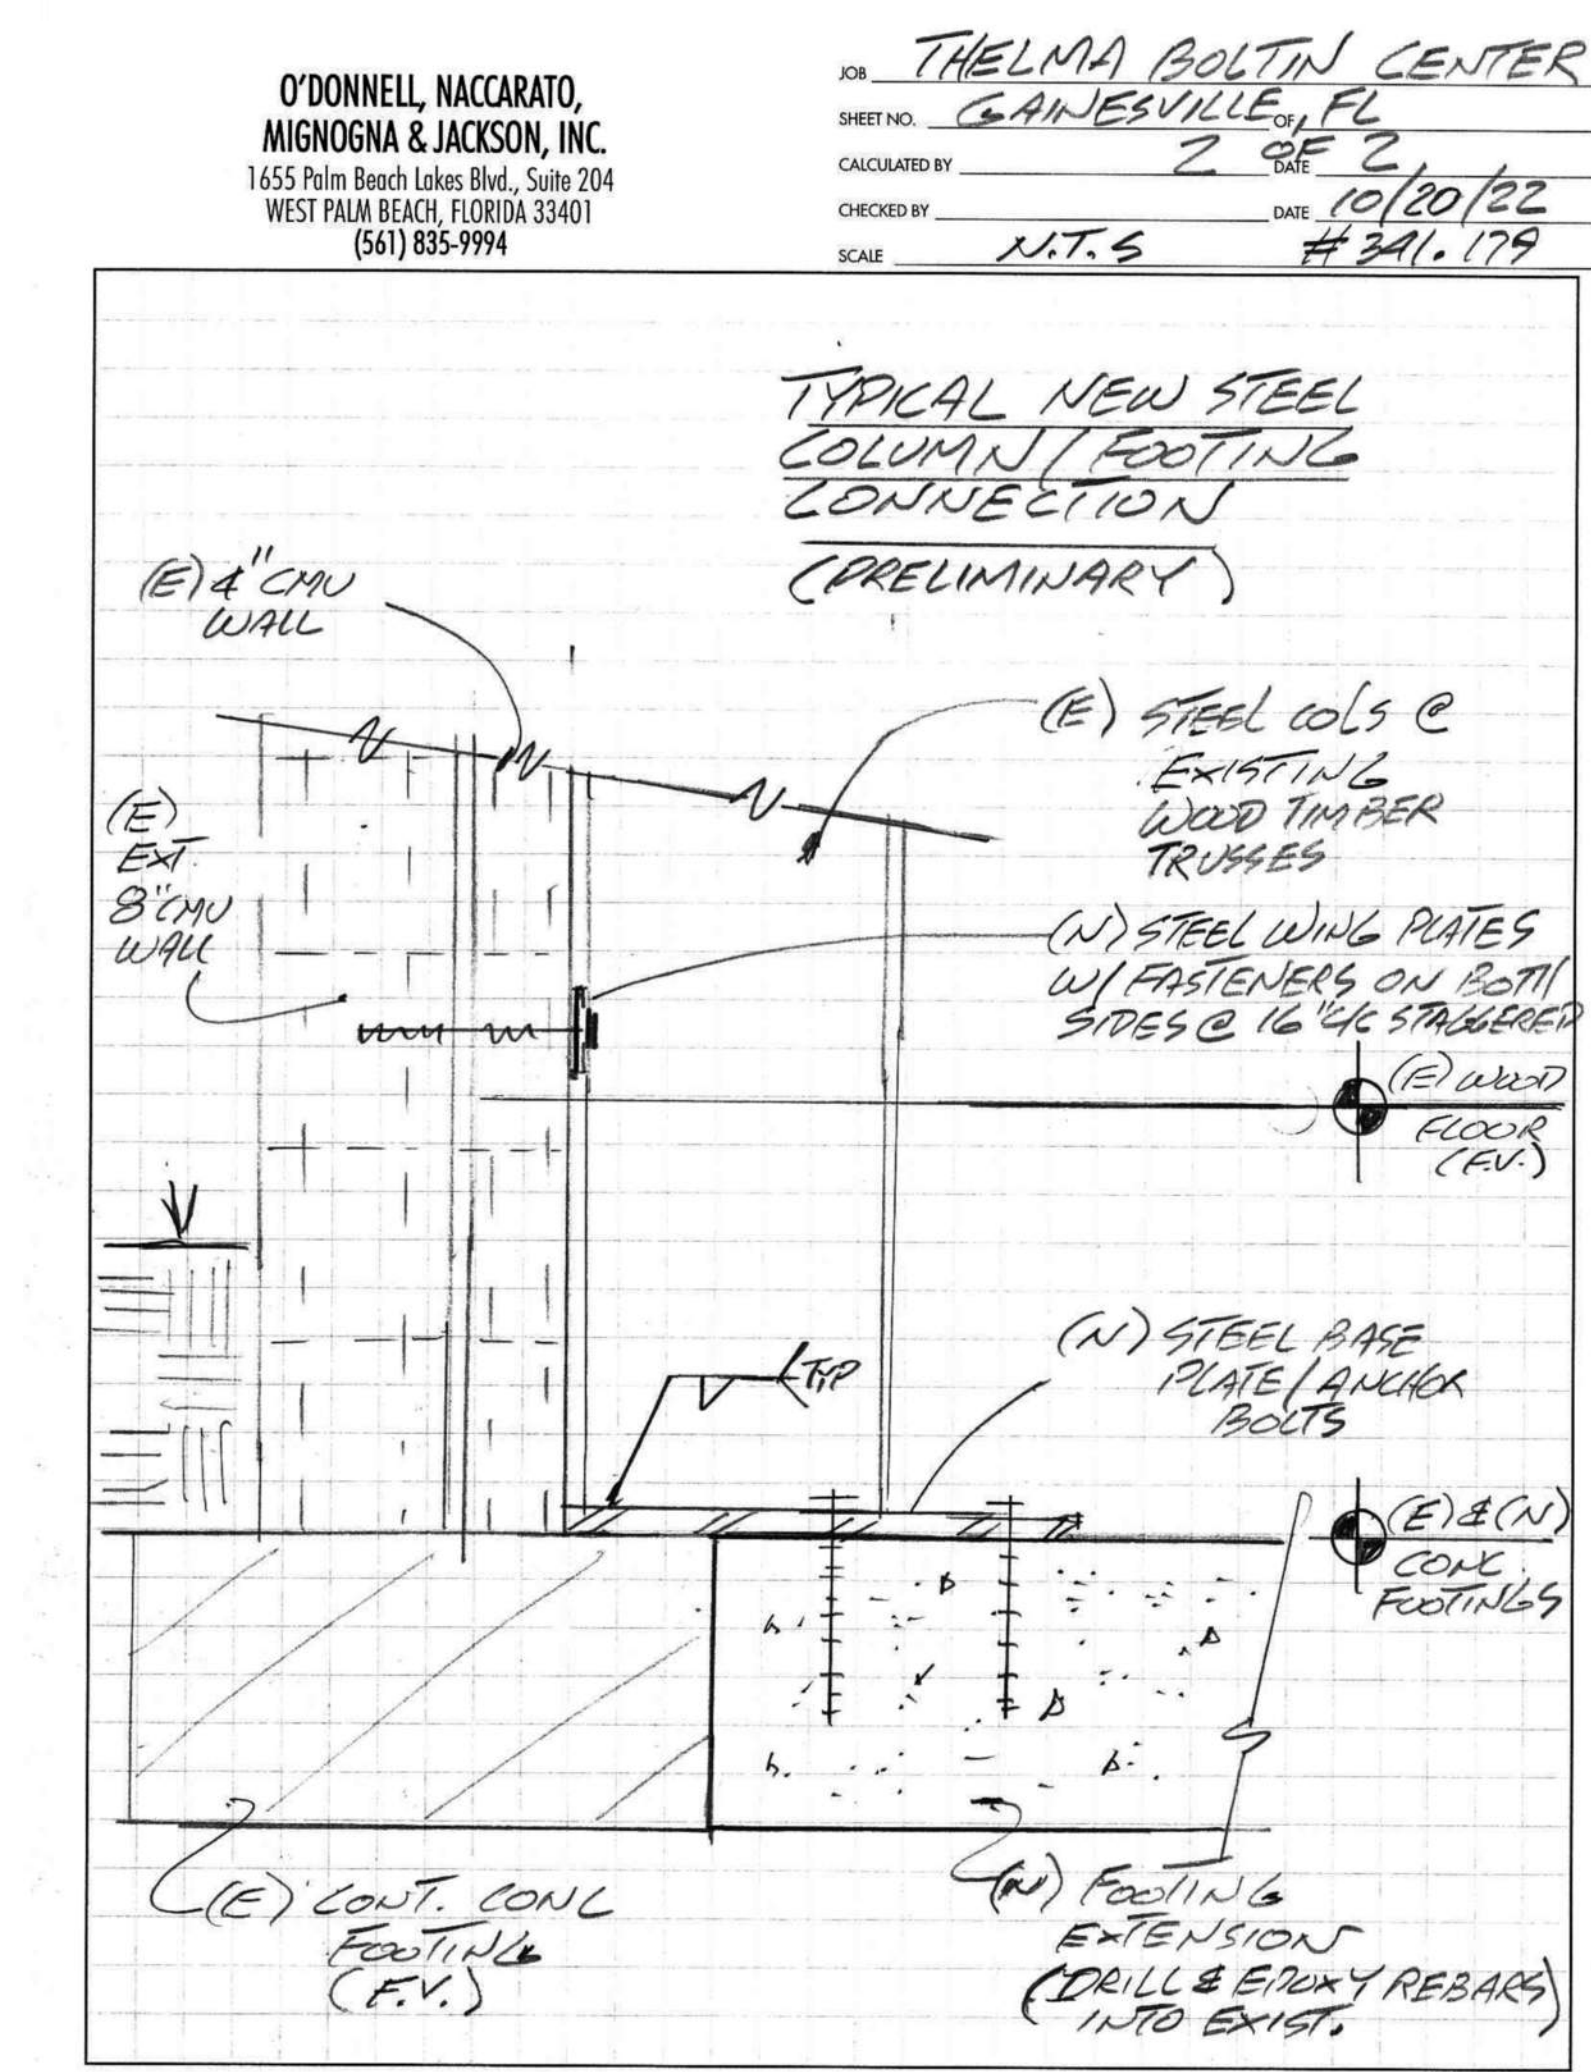 O'DONNELL, NACCARATO,
MIGNOGNA & JACKSON, INC.
1655 Palm Beach Lakes Blvd., Suite 204
WEST PALM BEACH, FLORIDA 33401
(561) 835-9994
JOB THELMA BOLTIN CENTER
SHEET NO. GAINESVILLE, FL OF
CALCULATED BY 2 OF 2 DATE
CHECKED BY DATE 10/20/22
SCALE N.T.S #341.179
TYPICAL NEW STEEL
COLUMN/FOOTING
CONNECTION
(PRELIMINARY)
(E) 4" CMU
WALL
(E) STEEL COLS @
EXISTING
WOOD TIMBER
TRUSSES
(E)
EXT.
8" CMU
WALL
(N) STEEL WING PLATES
W/ FASTENERS ON BOTH
SIDES @ 16" c/c STAGGERED
(E) WOOD
FLOOR
(F.V.)
TYP
(N) STEEL BASE
PLATE/ANCHOR
BOLTS
(E) & (N)
CONC.
FOOTINGS
(E) CONT. CONC
FOOTING
(F.V.)
(N) FOOTING
EXTENSION
(DRILL & EPOXY REBARS)
INTO EXIST.